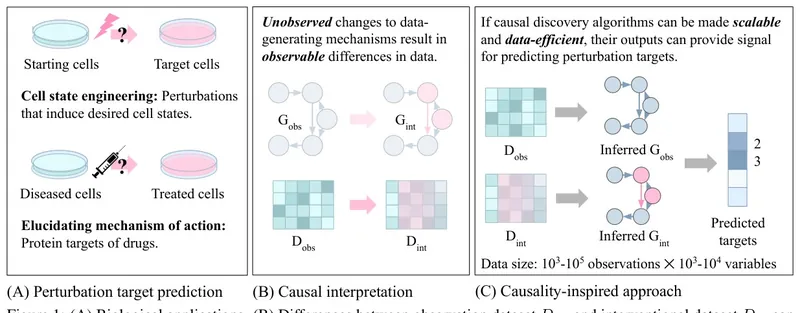 ?
Starting cells Target cells
Cell state engineering: Perturbations
that induce desired cell states.
?
Diseased cells Treated cells
Elucidating mechanism of action:
Protein targets of drugs.
(A) Perturbation target prediction
Unobserved changes to data-
generating mechanisms result in
observable differences in data.
G_obs G_int
D_obs D_int
(B) Causal interpretation
If causal discovery algorithms can be made scalable
and data-efficient, their outputs can provide signal
for predicting perturbation targets.
D_obs Inferred G_obs
2
3
D_int Inferred G_int
Predicted
targets
Data size: 10³-10⁵ observations ✕ 10³-10⁴ variables
(C) Causality-inspired approach